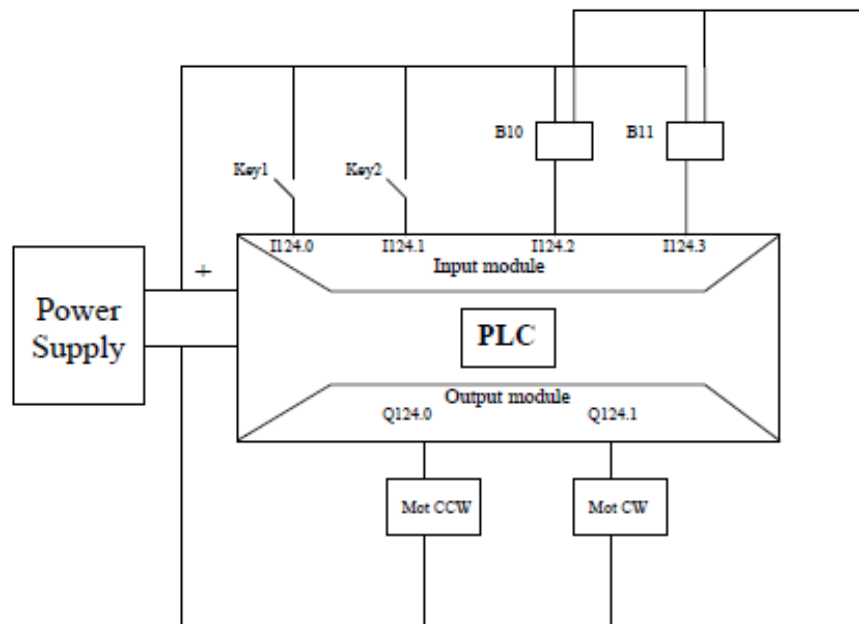 B10
B11
Key1
Key2
I124.0
I124.1
I124.2
I124.3
Input module
+
Power
Supply
PLC
Output module
Q124.0
Q124.1
Mot CCW
Mot CW